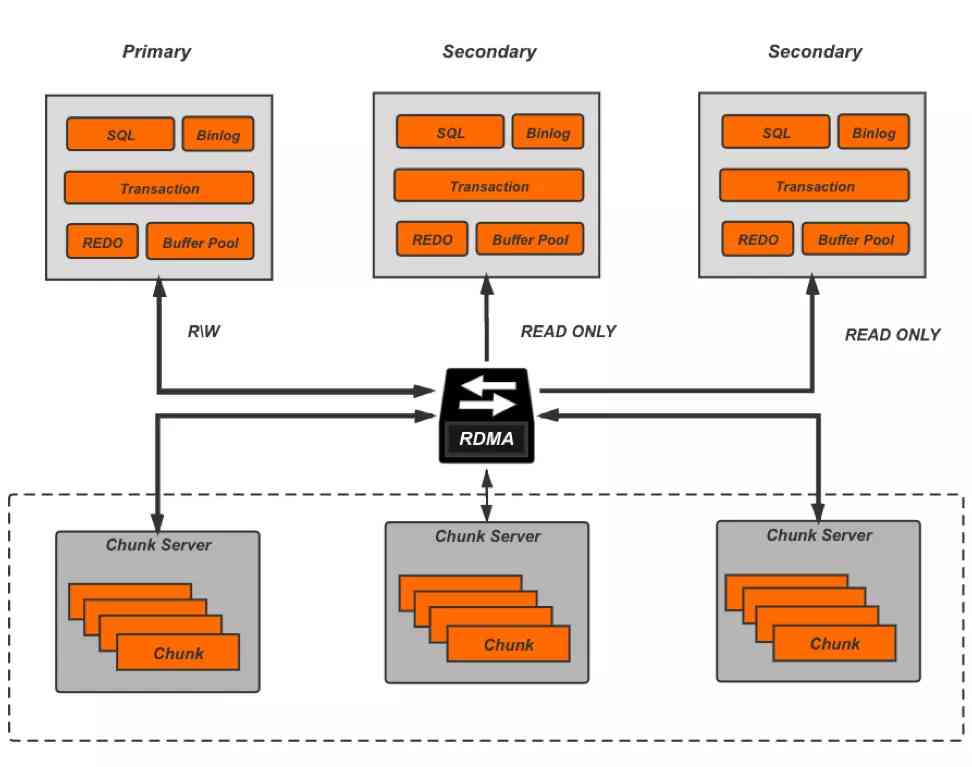 Primary
Secondary
Secondary
SQL
Binlog
Transaction
REDO
Buffer Pool
SQL
Binlog
Transaction
REDO
Buffer Pool
SQL
Binlog
Transaction
REDO
Buffer Pool
R\W
READ ONLY
READ ONLY
RDMA
Chunk Server
Chunk
Chunk Server
Chunk
Chunk Server
Chunk